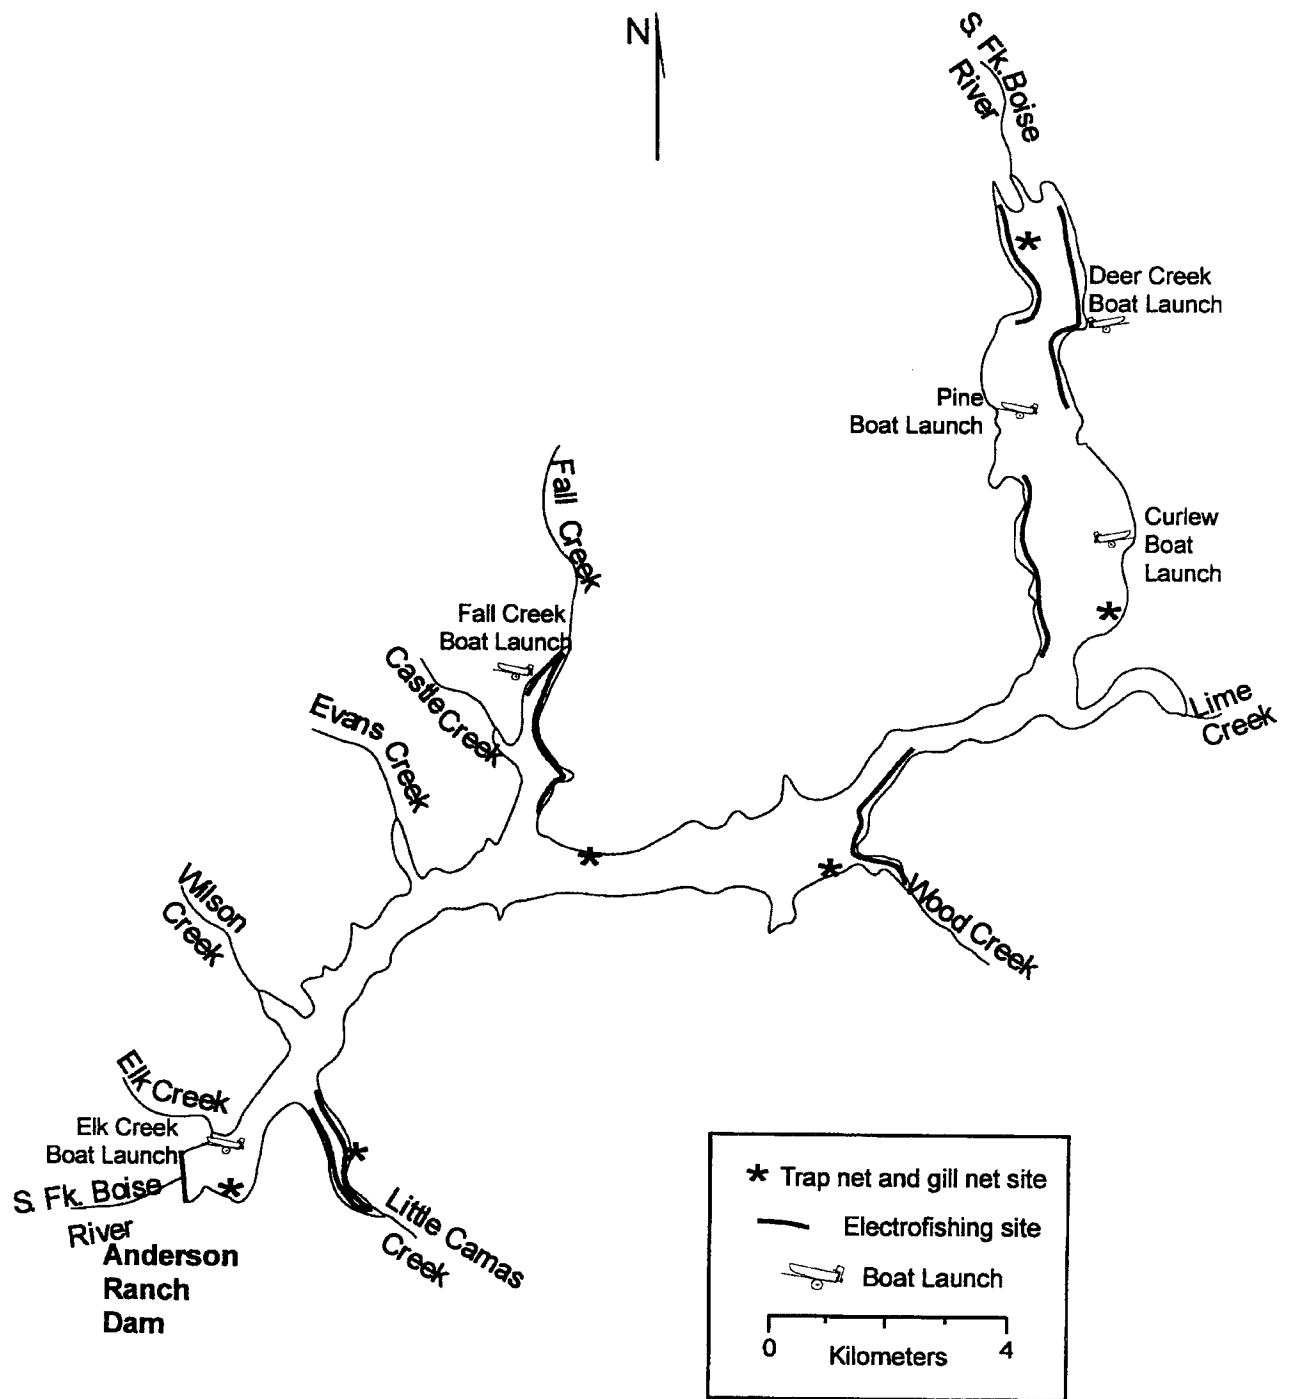 N
S. Fk. Boise
River
Deer Creek
Boat Launch
Pine
Boat Launch
Curlew
Boat
Launch
Fall Creek
Fall Creek
Boat Launch
Castle Creek
Evans Creek
Lime
Creek
Wilson
Creek
Wood Creek
Elk Creek
Elk Creek
Boat Launch
S. Fk. Boise
River
Anderson
Ranch
Dam
Little Camas
Creek
* Trap net and gill net site
Electrofishing site
Boat Launch
0 4
Kilometers